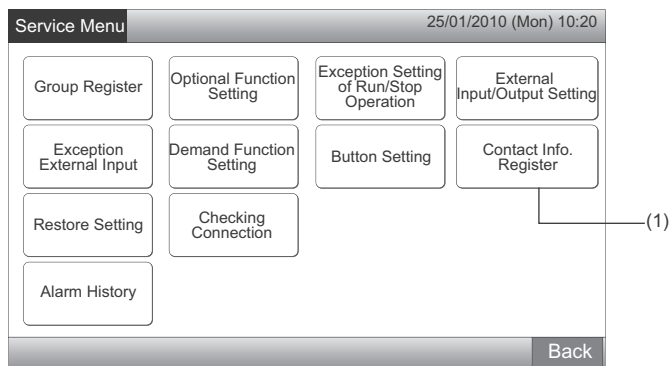 Service Menu
25/01/2010 (Mon) 10:20
Group Register
Optional Function
Setting
Exception Setting
of Run/Stop
Operation
External
Input/Output Setting
Exception
External Input
Demand Function
Setting
Button Setting
Contact Info.
Register
(1)
Restore Setting
Checking
Connection
Alarm History
Back